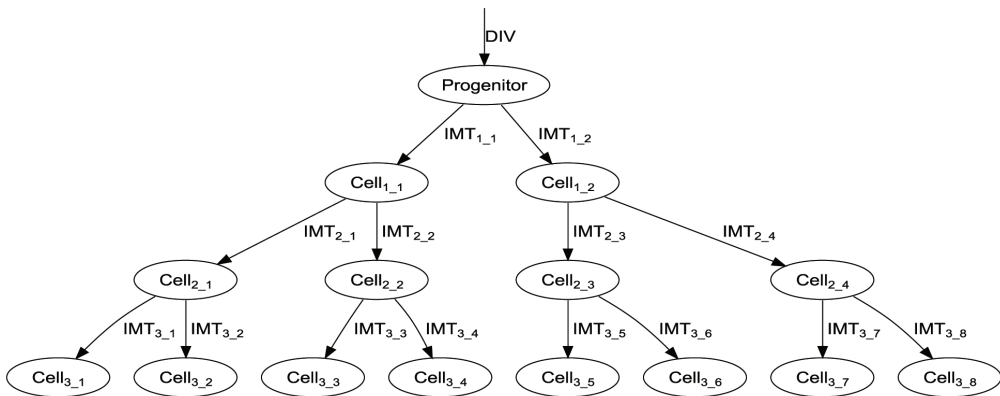 DIV
Progenitor
IMT1_1 IMT1_2
Cell1_1 Cell1_2
IMT2_1 IMT2_2 IMT2_3 IMT2_4
Cell2_1 Cell2_2 Cell2_3 Cell2_4
IMT3_1 IMT3_2 IMT3_3 IMT3_4 IMT3_5 IMT3_6 IMT3_7 IMT3_8
Cell3_1 Cell3_2 Cell3_3 Cell3_4 Cell3_5 Cell3_6 Cell3_7 Cell3_8